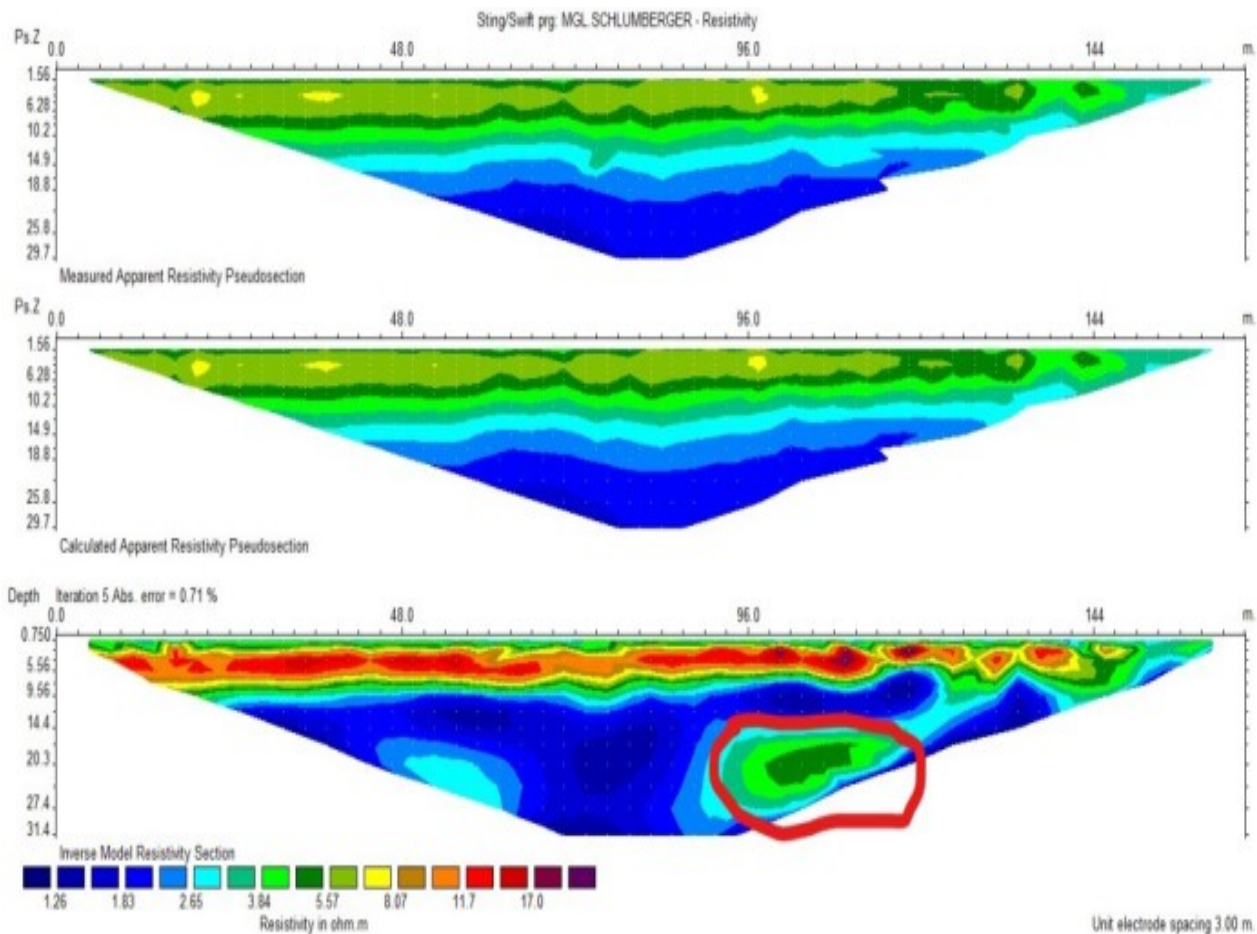 Sting/Swift prg: MGL SCHLUMBERGER - Resistivity
Ps.Z 0.0 48.0 96.0 144 m.
1.56
6.28
10.2
14.9
18.8
25.8
29.7
Measured Apparent Resistivity Pseudosection
Ps.Z 0.0 48.0 96.0 144 m.
1.56
6.28
10.2
14.9
18.8
25.8
29.7
Calculated Apparent Resistivity Pseudosection
Depth Iteration 5 Abs. error = 0.71 %
0.0 48.0 96.0 144 m.
0.750
5.56
9.56
14.4
20.3
27.4
31.4
Inverse Model Resistivity Section
1.26 1.83 2.65 3.84 5.57 8.07 11.7 17.0
Resistivity in ohm.m
Unit electrode spacing 3.00 m.